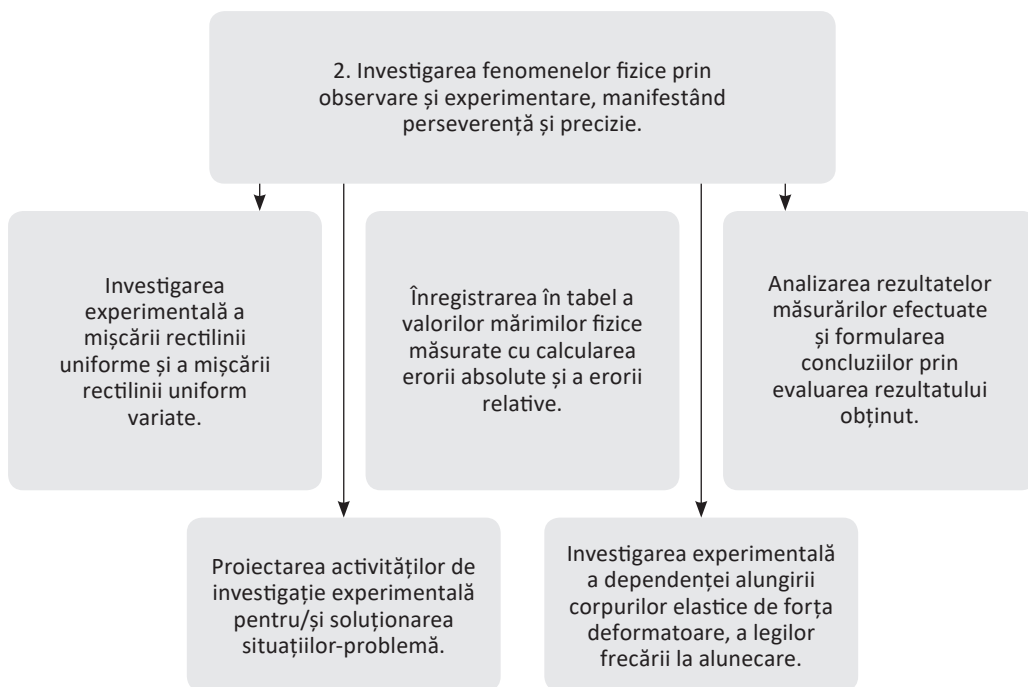 2. Investigarea fenomenelor fizice prin
observare și experimentare, manifestând
perseverență și precizie.
Investigarea
experimentală a
mișcării rectilinii
uniforme și a mișcării
rectilinii uniform
variate.
Înregistrarea în tabel a
valorilor mărimilor fizice
măsurate cu calcularea
erorii absolute și a erorii
relative.
Analizarea rezultatelor
măsurărilor efectuate
și formularea
concluziilor prin
evaluarea rezultatului
obținut.
Proiectarea activităților de
investigație experimentală
pentru/și soluționarea
situațiilor-problemă.
Investigarea experimentală
a dependenței alungirii
corpurilor elastice de forța
deformatoare, a legilor
frecării la alunecare.